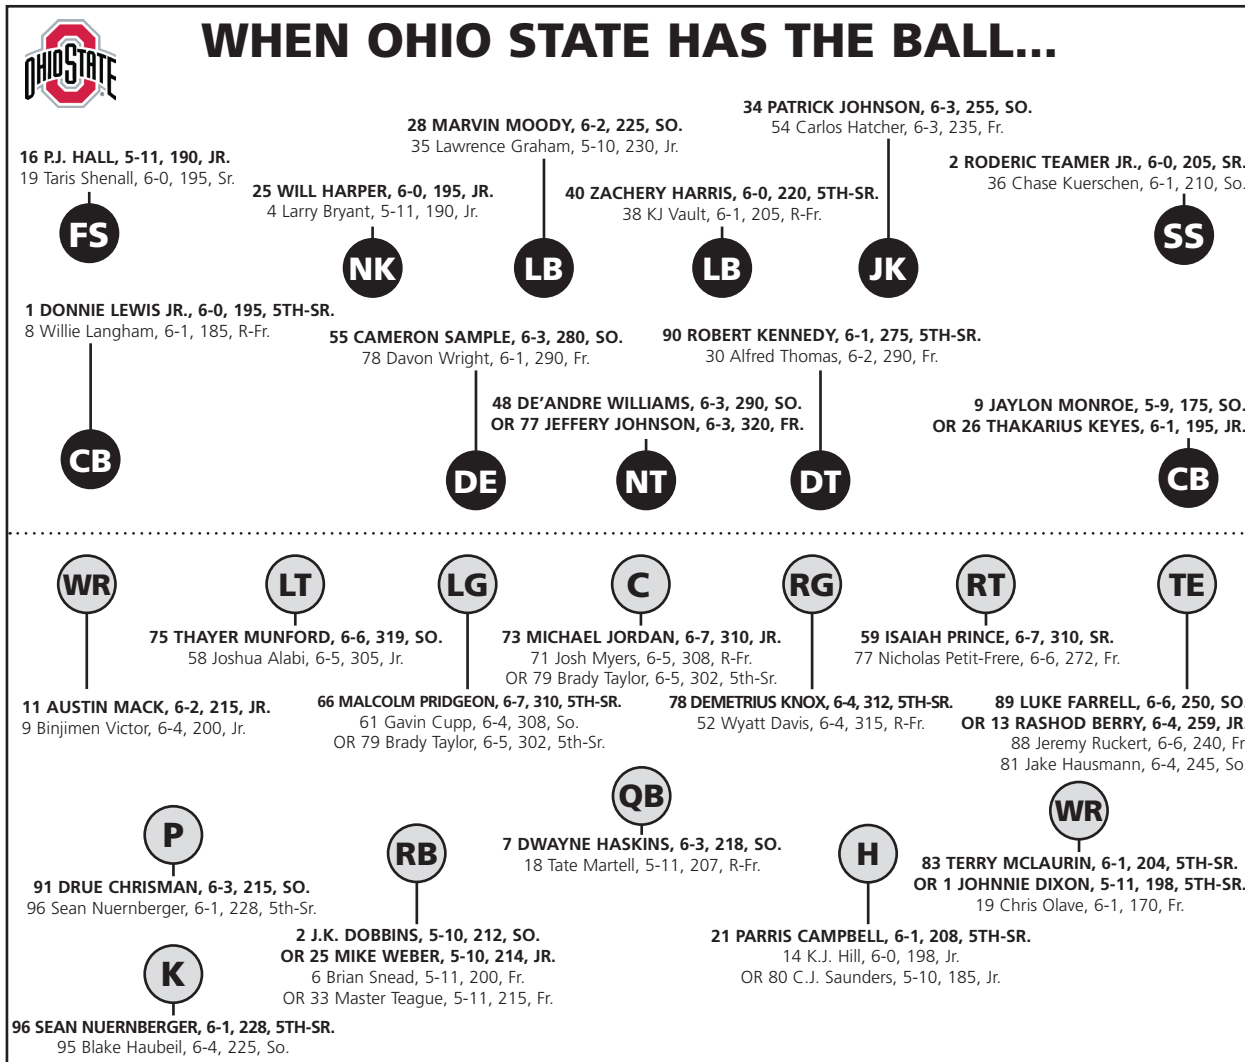 OHIO STATE
WHEN OHIO STATE HAS THE BALL...
16 P.J. HALL, 5-11, 190, JR.
19 Taris Shenall, 6-0, 195, Sr.
FS
25 WILL HARPER, 6-0, 195, JR.
4 Larry Bryant, 5-11, 190, Jr.
NK
28 MARVIN MOODY, 6-2, 225, SO.
35 Lawrence Graham, 5-10, 230, Jr.
LB
40 ZACHERY HARRIS, 6-0, 220, 5TH-SR.
38 KJ Vault, 6-1, 205, R-Fr.
LB
34 PATRICK JOHNSON, 6-3, 255, SO.
54 Carlos Hatcher, 6-3, 235, Fr.
JK
2 RODERIC TEAMER JR., 6-0, 205, SR.
36 Chase Kuerschen, 6-1, 210, So.
SS
1 DONNIE LEWIS JR., 6-0, 195, 5TH-SR.
8 Willie Langham, 6-1, 185, R-Fr.
CB
55 CAMERON SAMPLE, 6-3, 280, SO.
78 Davon Wright, 6-1, 290, Fr.
DE
48 DE'ANDRE WILLIAMS, 6-3, 290, SO.
OR 77 JEFFERY JOHNSON, 6-3, 320, FR.
NT
90 ROBERT KENNEDY, 6-1, 275, 5TH-SR.
30 Alfred Thomas, 6-2, 290, Fr.
DT
9 JAYLON MONROE, 5-9, 175, SO.
OR 26 THAKARIUS KEYES, 6-1, 195, JR.
CB
WR
11 AUSTIN MACK, 6-2, 215, JR.
9 Binjimen Victor, 6-4, 200, Jr.
LT
75 THAYER MUNFORD, 6-6, 319, SO.
58 Joshua Alabi, 6-5, 305, Jr.
LG
66 MALCOLM PRIDGEON, 6-7, 310, 5TH-SR.
61 Gavin Cupp, 6-4, 308, So.
OR 79 Brady Taylor, 6-5, 302, 5th-Sr.
C
73 MICHAEL JORDAN, 6-7, 310, JR.
71 Josh Myers, 6-5, 308, R-Fr.
OR 79 Brady Taylor, 6-5, 302, 5th-Sr.
RG
78 DEMETRIUS KNOX, 6-4, 312, 5TH-SR.
52 Wyatt Davis, 6-4, 315, R-Fr.
RT
59 ISAIAH PRINCE, 6-7, 310, SR.
77 Nicholas Petit-Frere, 6-6, 272, Fr.
TE
89 LUKE FARRELL, 6-6, 250, SO.
OR 13 RASHOD BERRY, 6-4, 259, JR.
88 Jeremy Ruckert, 6-6, 240, Fr
81 Jake Hausmann, 6-4, 245, So
QB
7 DWAYNE HASKINS, 6-3, 218, SO.
18 Tate Martell, 5-11, 207, R-Fr.
WR
83 TERRY MCLAURIN, 6-1, 204, 5TH-SR.
OR 1 JOHNNIE DIXON, 5-11, 198, 5TH-SR.
19 Chris Olave, 6-1, 170, Fr.
P
91 DRUE CHRISMAN, 6-3, 215, SO.
96 Sean Nuernberger, 6-1, 228, 5th-Sr.
RB
2 J.K. DOBBINS, 5-10, 212, SO.
OR 25 MIKE WEBER, 5-10, 214, JR.
6 Brian Snead, 5-11, 200, Fr.
OR 33 Master Teague, 5-11, 215, Fr.
H
21 PARRIS CAMPBELL, 6-1, 208, 5TH-SR.
14 K.J. Hill, 6-0, 198, Jr.
OR 80 C.J. Saunders, 5-10, 185, Jr.
K
96 SEAN NUERNBERGER, 6-1, 228, 5TH-SR.
95 Blake Haubeil, 6-4, 225, So.